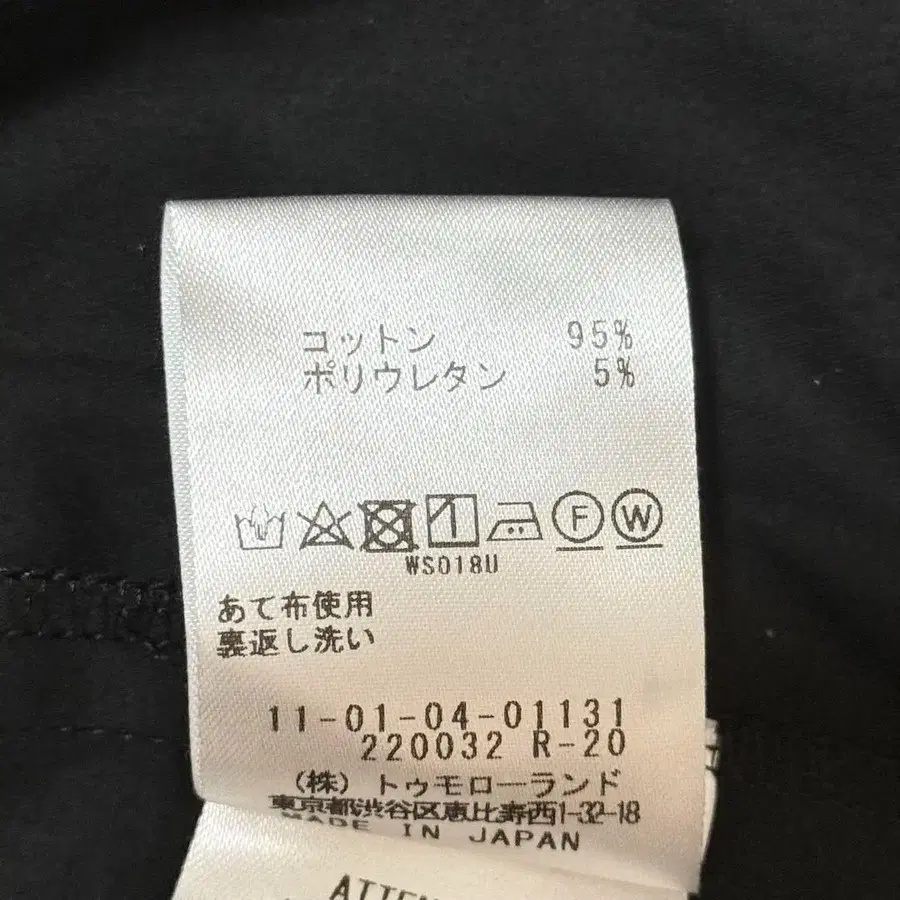 コットン 95%
ポリウレタン 5%
F W
WS018U
あて布使用
裏返し洗い
11-01-04-01131
220032 R-20
(株)トゥモローランド
東京都渋谷区恵比寿西1-32-18
MADE IN JAPAN